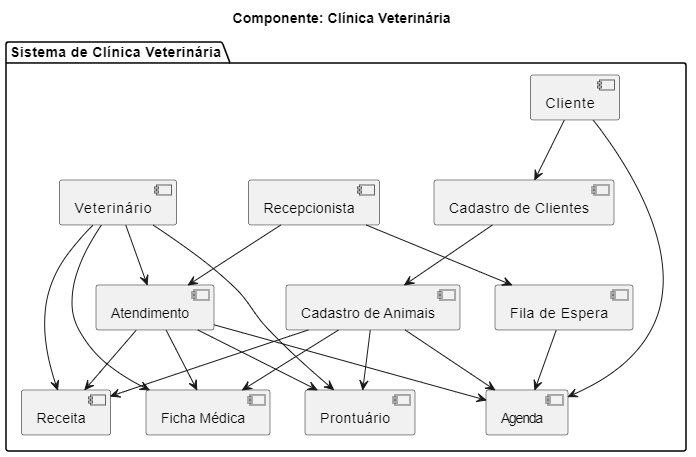 Componente: Clínica Veterinária
Sistema de Clínica Veterinária
Cliente
Veterinário
Recepcionista
Cadastro de Clientes
Atendimento
Cadastro de Animais
Fila de Espera
Receita
Ficha Médica
Prontuário
Agenda